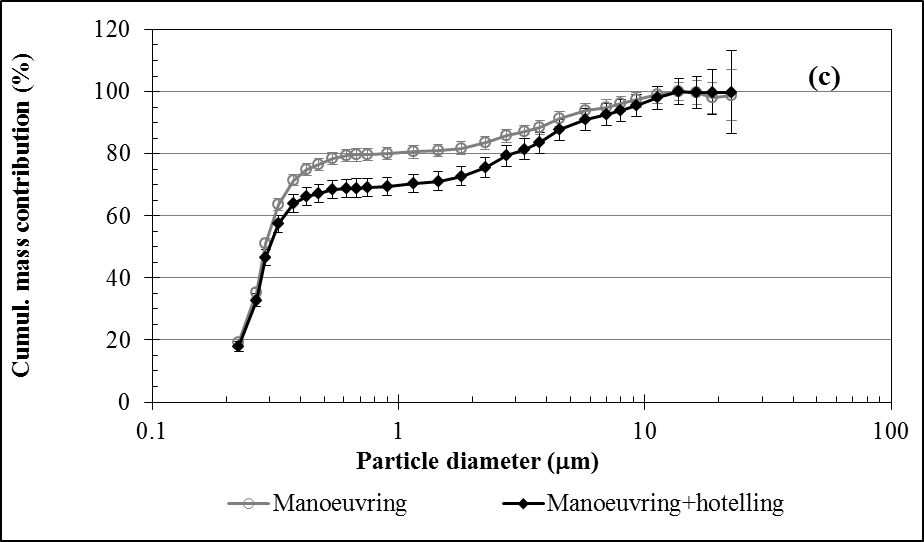 Cumul. mass contribution (%)
120
100
80
60
40
20
0
(c)
0.1 1 10 100
Particle diameter (μm)
Manoeuvring Manoeuvring+hotelling